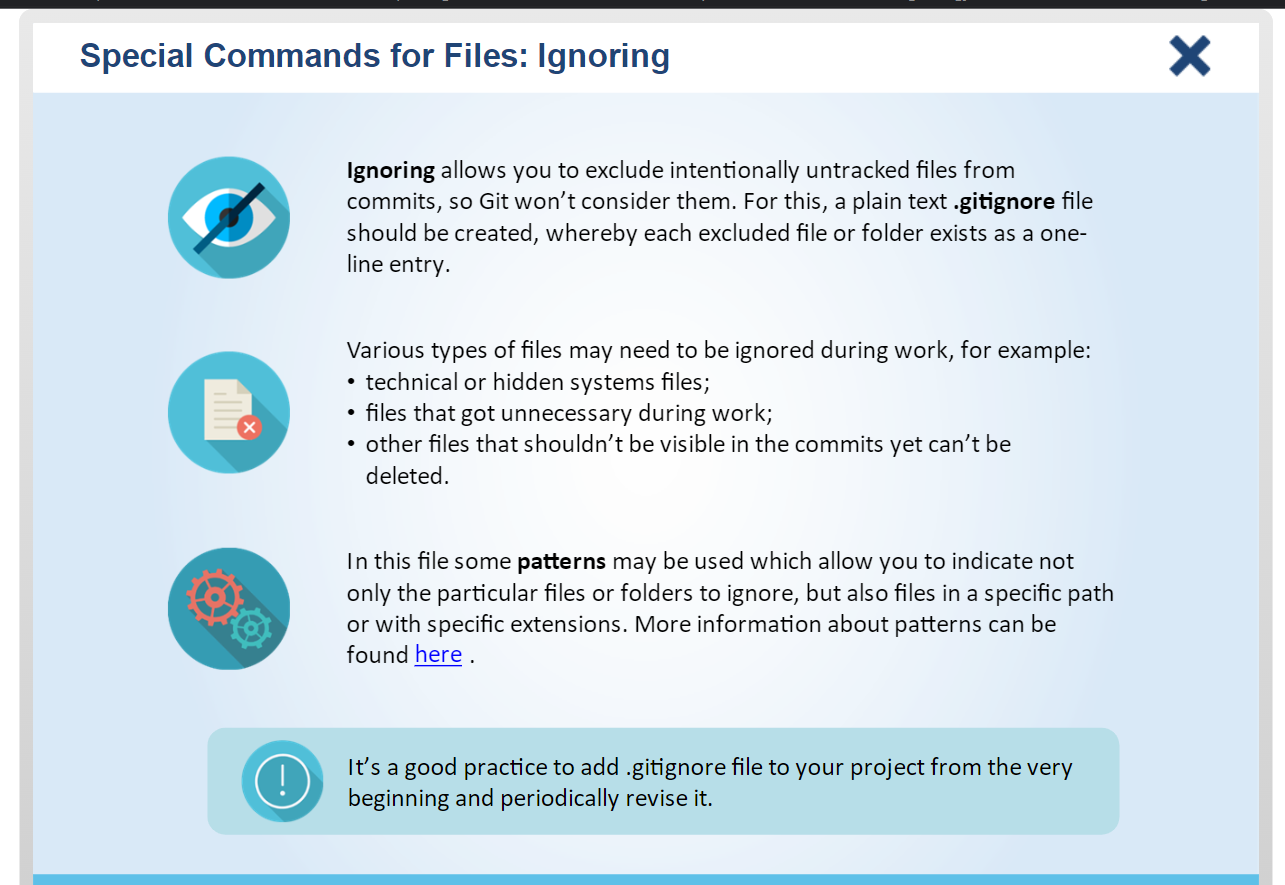 Special Commands for Files: Ignoring
Ignoring allows you to exclude intentionally untracked files from
commits, so Git won’t consider them. For this, a plain text .gitignore file
should be created, whereby each excluded file or folder exists as a one-
line entry.
Various types of files may need to be ignored during work, for example:
• technical or hidden systems files;
• files that got unnecessary during work;
• other files that shouldn’t be visible in the commits yet can’t be
deleted.
In this file some patterns may be used which allow you to indicate not
only the particular files or folders to ignore, but also files in a specific path
or with specific extensions. More information about patterns can be
found here .
It’s a good practice to add .gitignore file to your project from the very
beginning and periodically revise it.